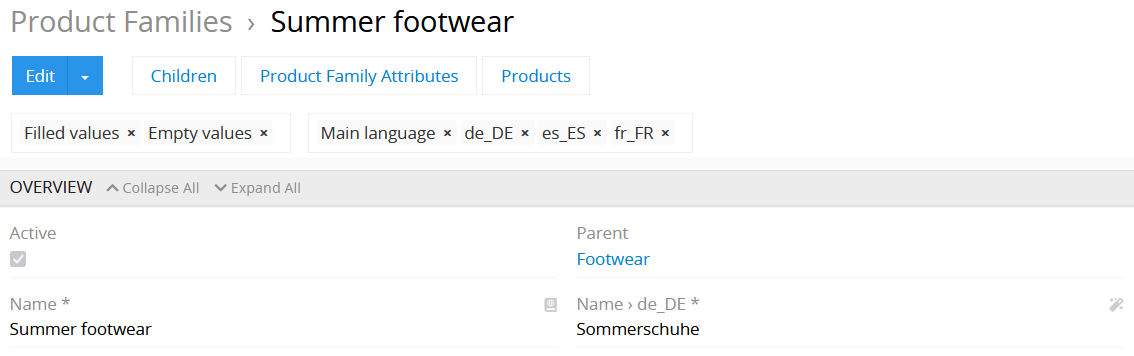 Product Families › Summer footwear
Edit Children Product Family Attributes Products
Filled values × Empty values × Main language × de_DE × es_ES × fr_FR ×
OVERVIEW Collapse All Expand All
Active Parent
Footwear
Name * Name › de_DE *
Summer footwear Sommerschuhe